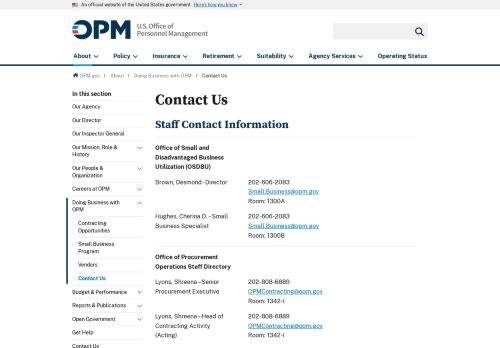 An official website of the United States government Here's how you know
OPM U.S. Office of
Personnel Management
About Policy Insurance Retirement Suitability Agency Services Operating Status
OPM.gov / About / Doing Business with OPM / Contact Us
In this section
Our Agency
Our Director
Our Inspector General
Our Mission, Role &
History
Our People &
Organization
Careers at OPM
Doing Business with
OPM
Contracting
Opportunities
Small Business
Program
Vendors
Contact Us
Budget & Performance
Reports & Publications
Open Government
Get Help
Contact Us
Contact Us
Staff Contact Information
Office of Small and
Disadvantaged Business
Utilization (OSDBU)
Brown, Desmond - Director
202-606-2083
Small.Business@opm.gov
Room: 1300A
Hughes, Cherina D. – Small
Business Specialist
202-606-2083
Small.Business@opm.gov
Room: 1300B
Office of Procurement
Operations Staff Directory
Lyons, Shreena – Senior
Procurement Executive
202-808-6889
OPMContracting@opm.gov
Room: 1342-I
Lyons, Shreena – Head of
Contracting Activity
(Acting)
202-808-6889
OPMContracting@opm.gov
Room: 1342-I